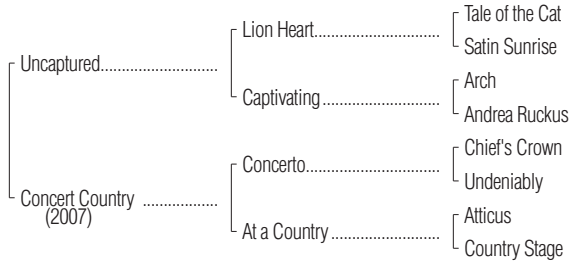 Tale of the Cat
Lion Heart
Satin Sunrise
Uncaptured
Arch
Captivating
Andrea Ruckus
Chief's Crown
Concerto
Undeniably
Concert Country
(2007)
Atticus
At a Country
Country Stage